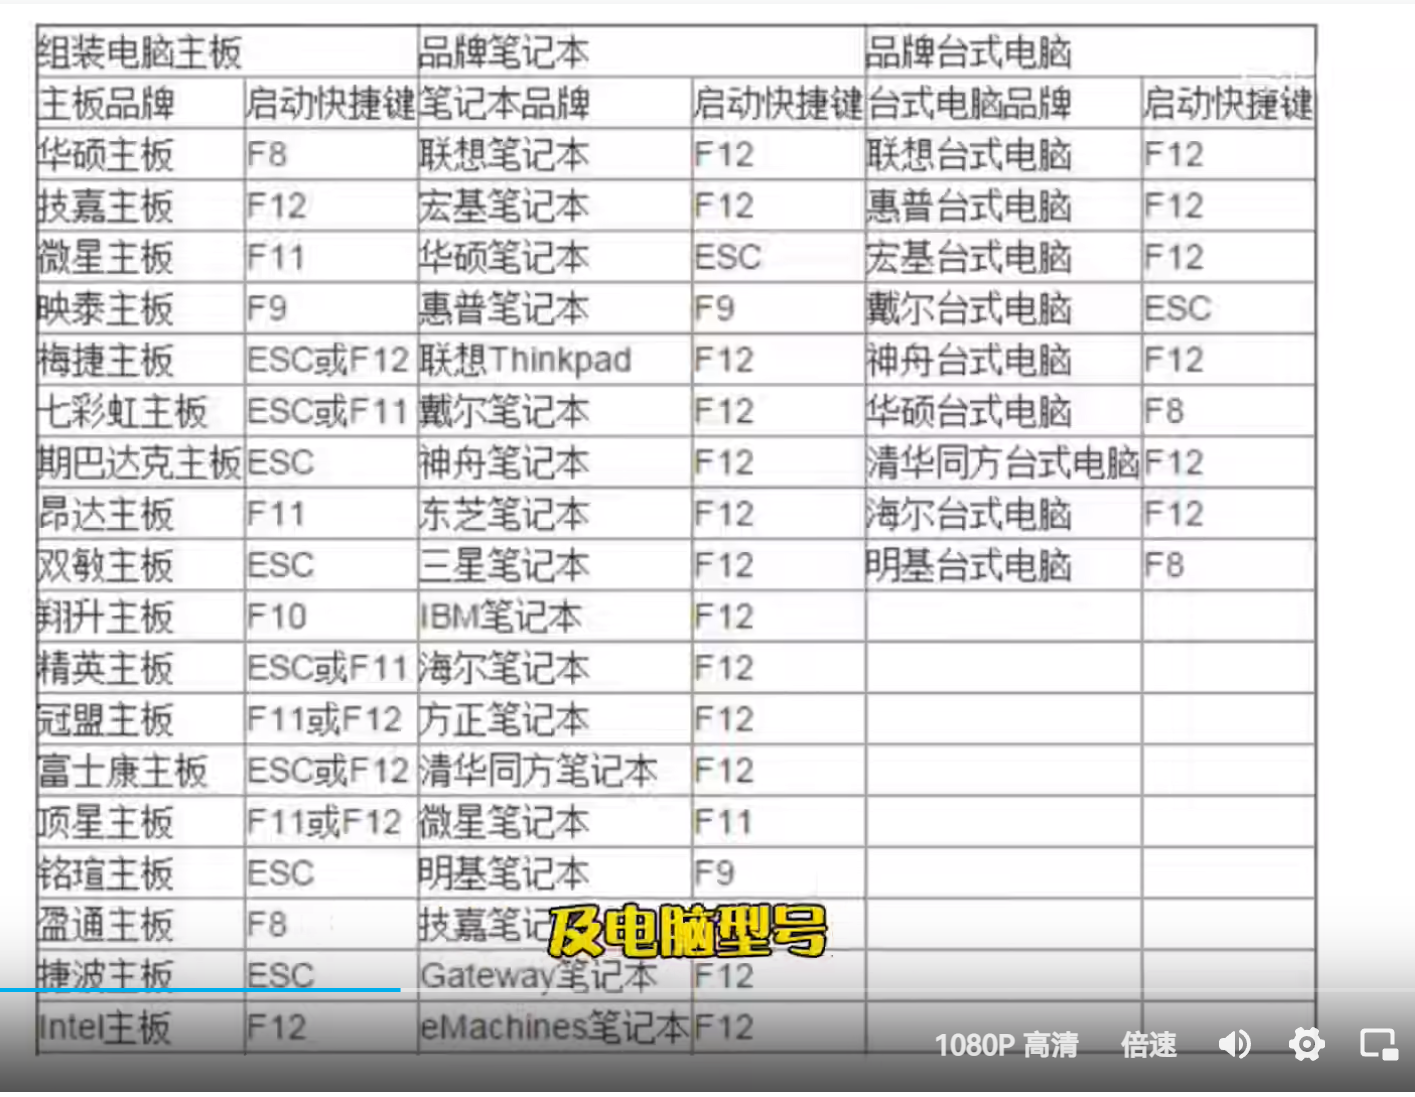 组装电脑主板 品牌笔记本 品牌台式电脑
主板品牌 启动快捷键 笔记本品牌 启动快捷键 台式电脑品牌 启动快捷键
华硕主板 F8 联想笔记本 F12 联想台式电脑 F12
技嘉主板 F12 宏基笔记本 F12 惠普台式电脑 F12
微星主板 F11 华硕笔记本 ESC 宏基台式电脑 F12
映泰主板 F9 惠普笔记本 F9 戴尔台式电脑 ESC
梅捷主板 ESC或F12 联想Thinkpad F12 神舟台式电脑 F12
七彩虹主板 ESC或F11 戴尔笔记本 F12 华硕台式电脑 F8
斯巴达克主板 ESC 神舟笔记本 F12 清华同方台式电脑 F12
昂达主板 F11 东芝笔记本 F12 海尔台式电脑 F12
双敏主板 ESC 三星笔记本 F12 明基台式电脑 F8
翔升主板 F10 IBM笔记本 F12
精英主板 ESC或F11 海尔笔记本 F12
冠盟主板 F11或F12 方正笔记本 F12
富士康主板 ESC或F12 清华同方笔记本 F12
顶星主板 F11或F12 微星笔记本 F11
铭瑄主板 ESC 明基笔记本 F9
盈通主板 F8 技嘉笔记
及电脑型号
捷波主板 ESC Gateway笔记本 F12
Intel主板 F12 eMachines笔记本 F12
1080P 高清 倍速